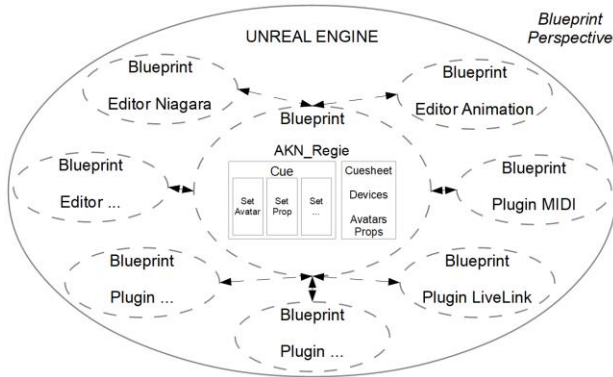 UNREAL ENGINE
Blueprint
Perspective
Blueprint
Editor Niagara
Blueprint
Editor Animation
Blueprint
AKN_Regie
Cue
Set
Avatar
Set
Prop
Set
...
Cuesheet
Devices
Avatars
Props
Blueprint
Editor ...
Blueprint
Plugin MIDI
Blueprint
Plugin ...
Blueprint
Plugin LiveLink
Blueprint
Plugin ...